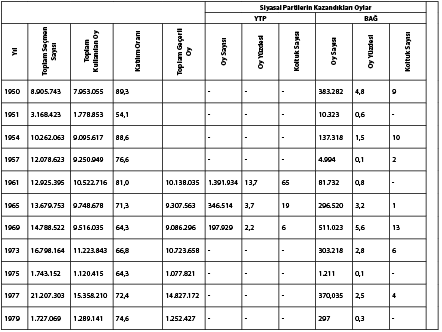 Siyasal Partilerin Kazandıkları Oylar
YTP BAĞ
Yıl Toplam Seçmen Sayısı Toplam Kullanılan Oy Katılım Oranı Toplam Geçerli Oy Oy Sayısı Oy Yüzdesi Koltuk Sayısı Oy Sayısı Oy Yüzdesi Koltuk Sayısı
1950 8.905.743 7.953.055 89,3 - - - 383.282 4,8 9
1951 3.168.423 1.778.853 54,1 - - - 10.323 0,6 -
1954 10.262.063 9.095.617 88,6 - - - 137.318 1,5 10
1957 12.078.623 9.250.949 76,6 - - - 4.994 0,1 2
1961 12.925.395 10.522.716 81,0 10.138.035 1.391.934 13,7 65 81.732 0,8 -
1965 13.679.753 9.748.678 71,3 9.307.563 346.514 3,7 19 296.520 3,2 1
1969 14.788.522 9.516.035 64,3 9.086.296 197.929 2,2 6 511.023 5,6 13
1973 16.798.164 11.223.843 66,8 10.723.658 - - - 303.218 2,8 6
1975 1.743.152 1.120.415 64,3 1.077.821 - - - 1.211 0,1 -
1977 21.207.303 15.358.210 72,4 14.827.172 - - - 370,035 2,5 4
1979 1.727.069 1.289.141 74,6 1.252.427 - - - 297 0,3 -